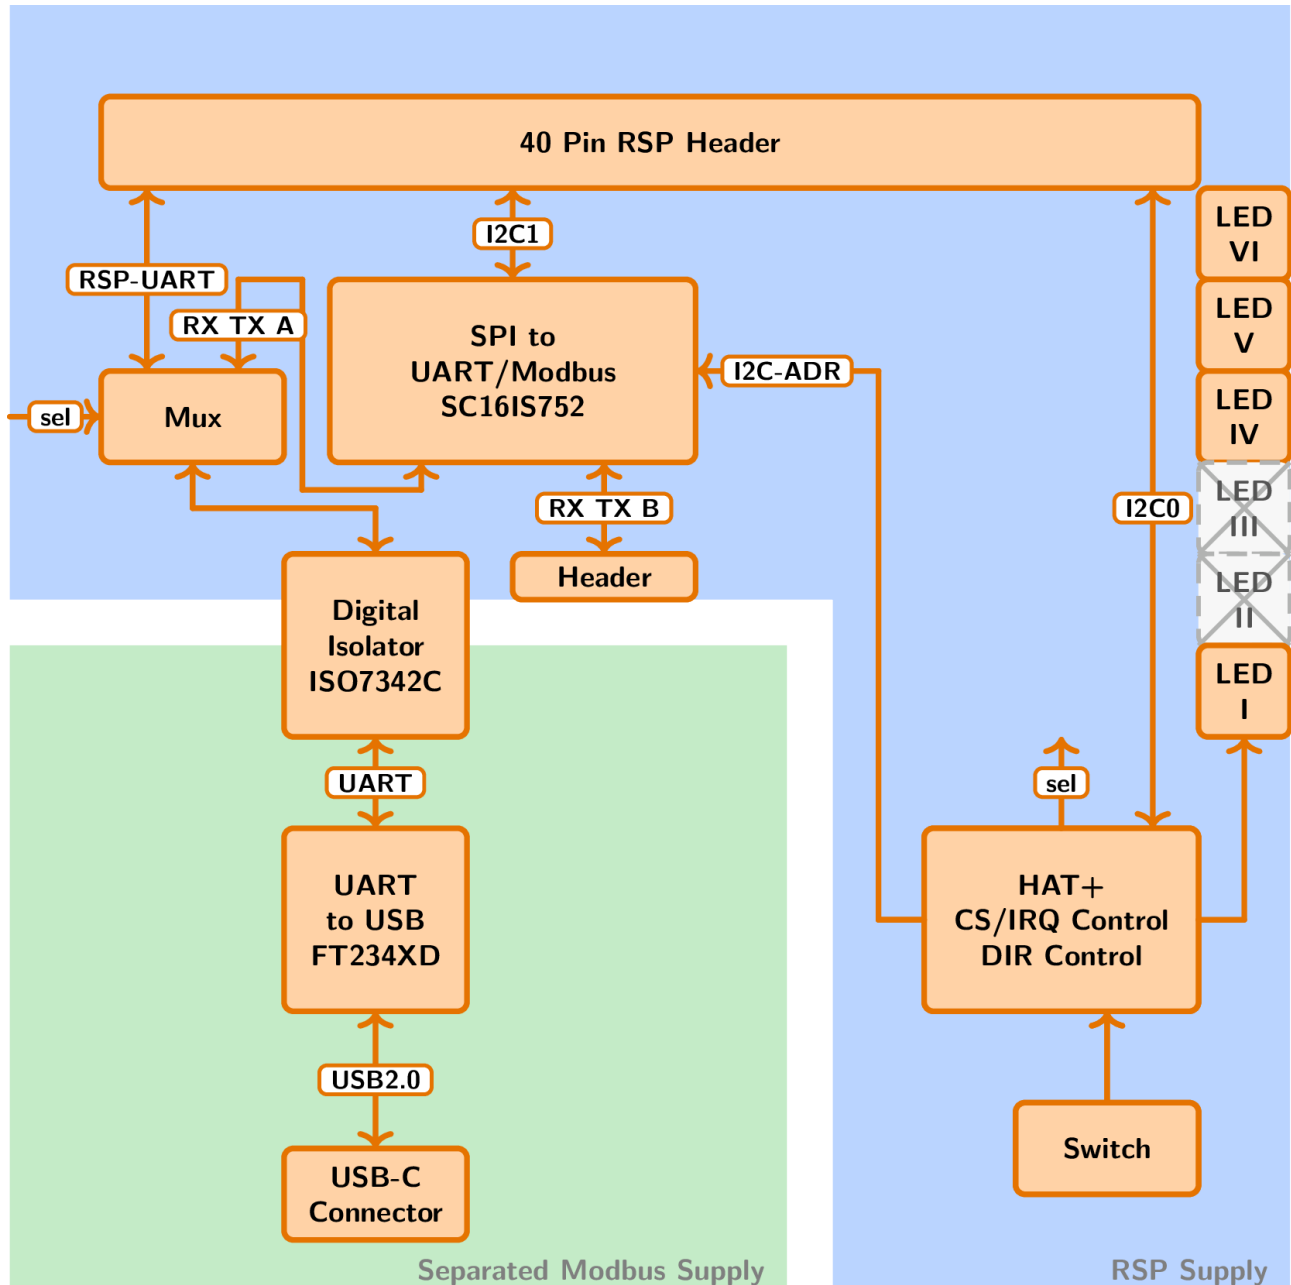 40 Pin RSP Header
LED
VI
I2C1
RSP-UART
LED
V
RX TX A
SPI to
UART/Modbus
SC16IS752
I2C-ADR
LED
IV
sel
Mux
LED
III
RX TX B
I2C0
Header
LED
II
Digital
Isolator
ISO7342C
LED
I
UART
sel
UART
to USB
FT234XD
HAT+
CS/IRQ Control
DIR Control
USB2.0
Switch
USB-C
Connector
Separated Modbus Supply
RSP Supply